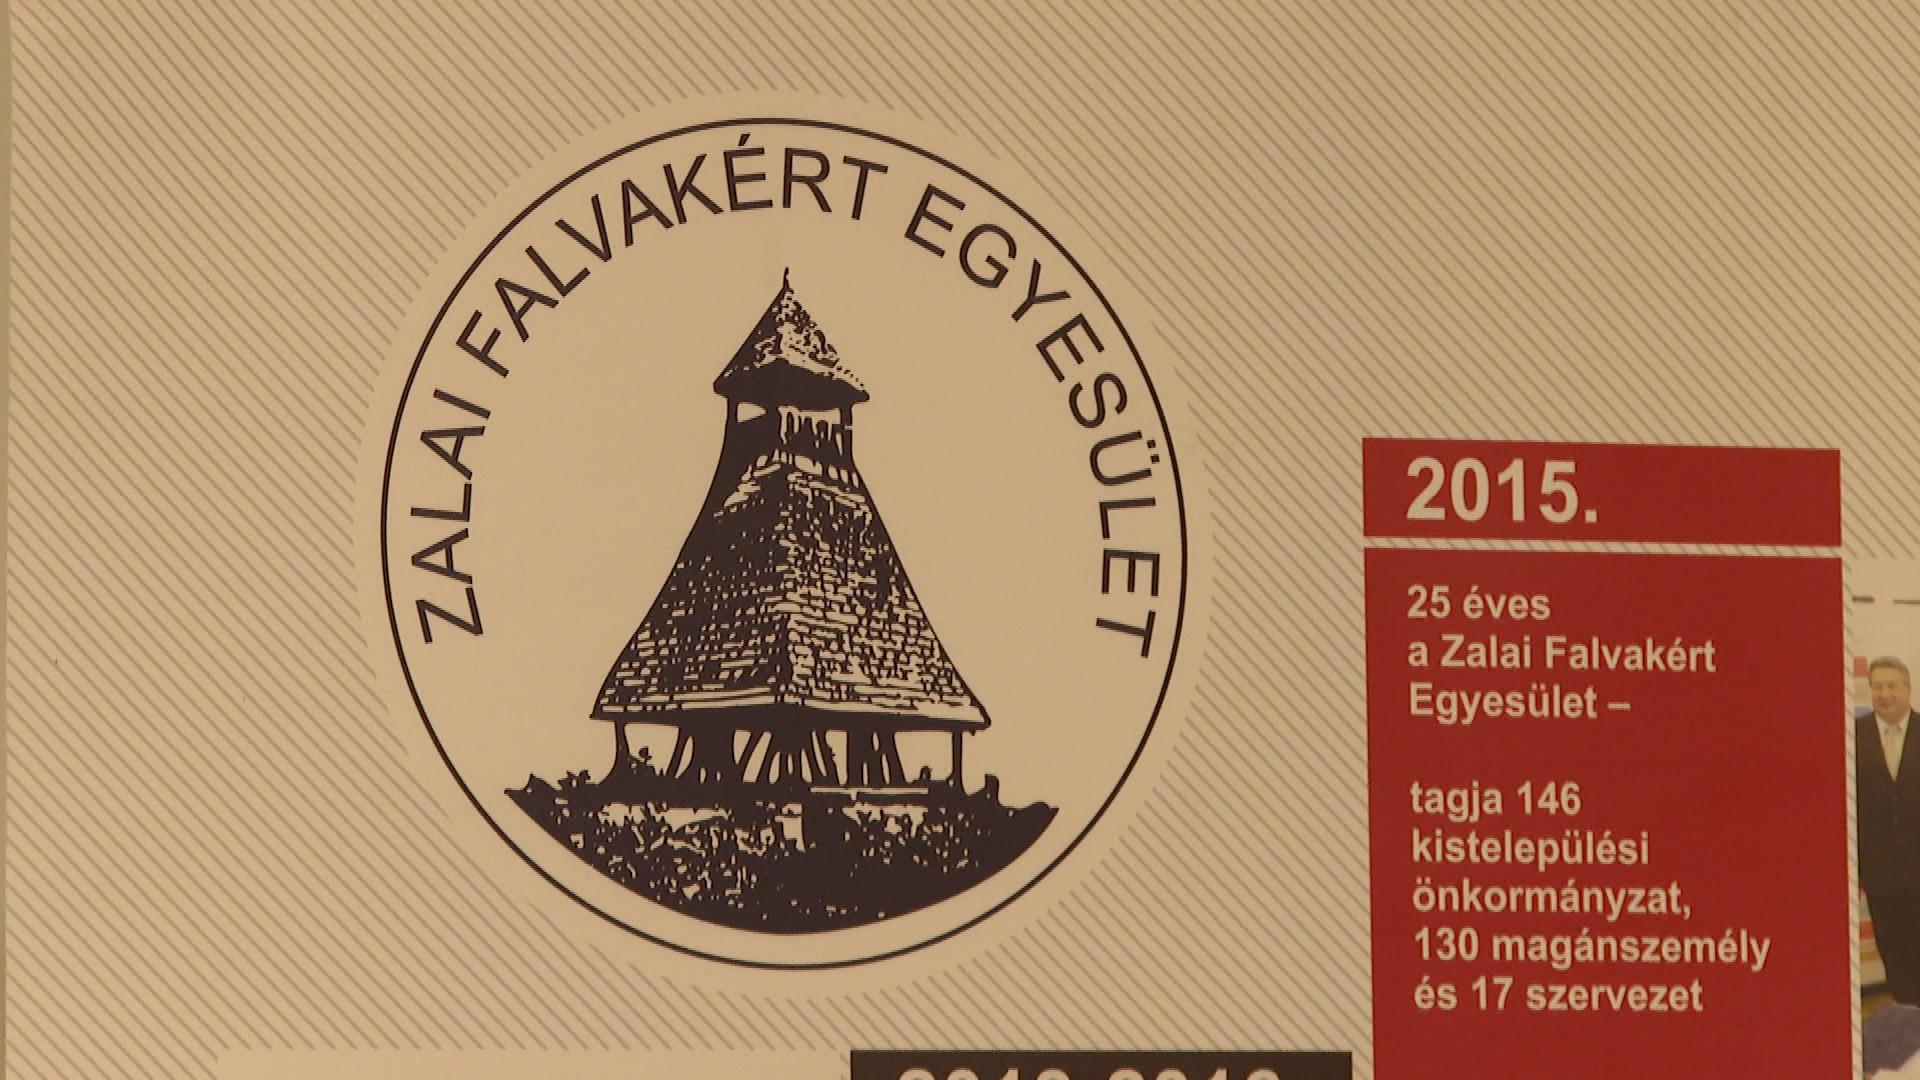 ZALAI FALVAKÉRT EGYESÜLET
2015.
25 éves
a Zalai Falvakért
Egyesület –
tagja 146
kistelepülési
önkormányzat,
130 magánszemély
és 17 szervezet